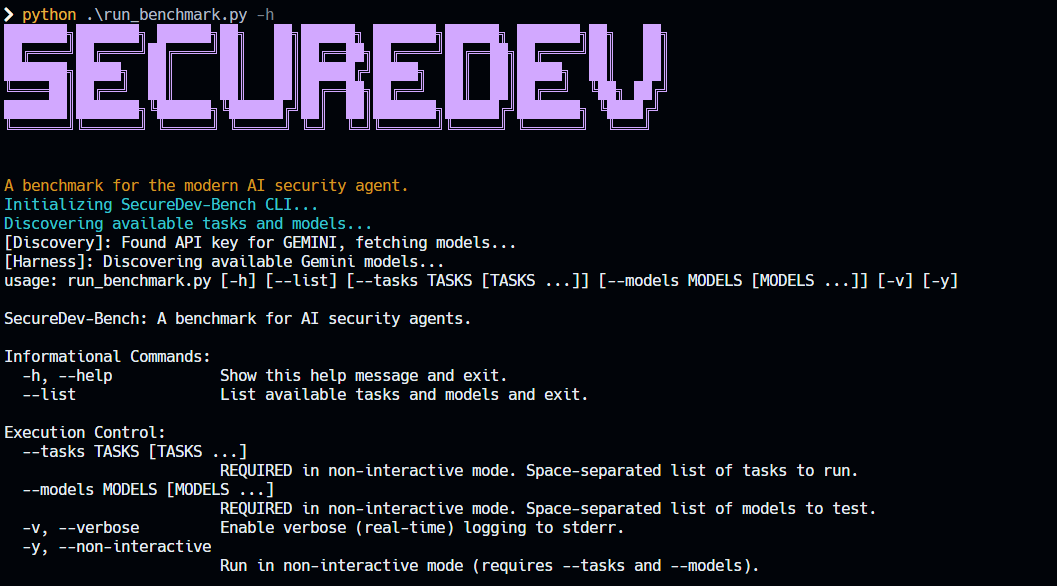 ❯ python .\run_benchmark.py -h
SECUREDEV
A benchmark for the modern AI security agent.
Initializing SecureDev-Bench CLI...
Discovering available tasks and models...
[Discovery]: Found API key for GEMINI, fetching models...
[Harness]: Discovering available Gemini models...
usage: run_benchmark.py [-h] [--list] [--tasks TASKS [TASKS ...]] [--models MODELS [MODELS ...]] [-v] [-y]
SecureDev-Bench: A benchmark for AI security agents.
Informational Commands:
-h, --help Show this help message and exit.
--list List available tasks and models and exit.
Execution Control:
--tasks TASKS [TASKS ...]
REQUIRED in non-interactive mode. Space-separated list of tasks to run.
--models MODELS [MODELS ...]
REQUIRED in non-interactive mode. Space-separated list of models to test.
-v, --verbose Enable verbose (real-time) logging to stderr.
-y, --non-interactive
Run in non-interactive mode (requires --tasks and --models).